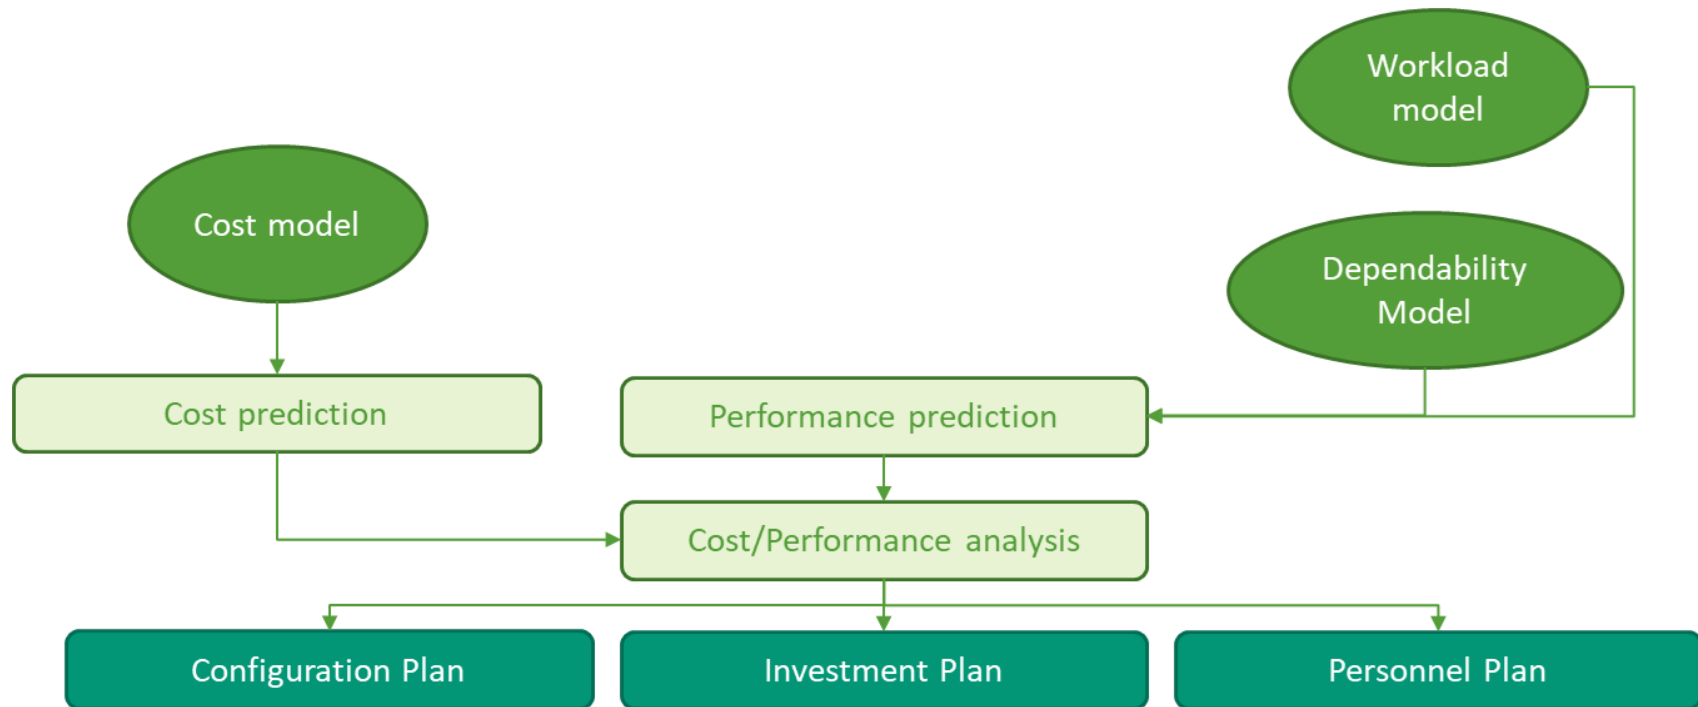 Workload
model
Cost model
Dependability
Model
Cost prediction
Performance prediction
Cost/Performance analysis
Configuration Plan
Investment Plan
Personnel Plan